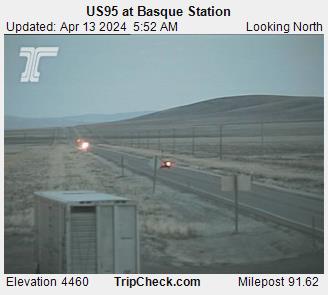 US95 at Basque Station
Updated: Apr 13 2024 5:52 AM Looking North
Elevation 4460 TripCheck.com Milepost 91.62